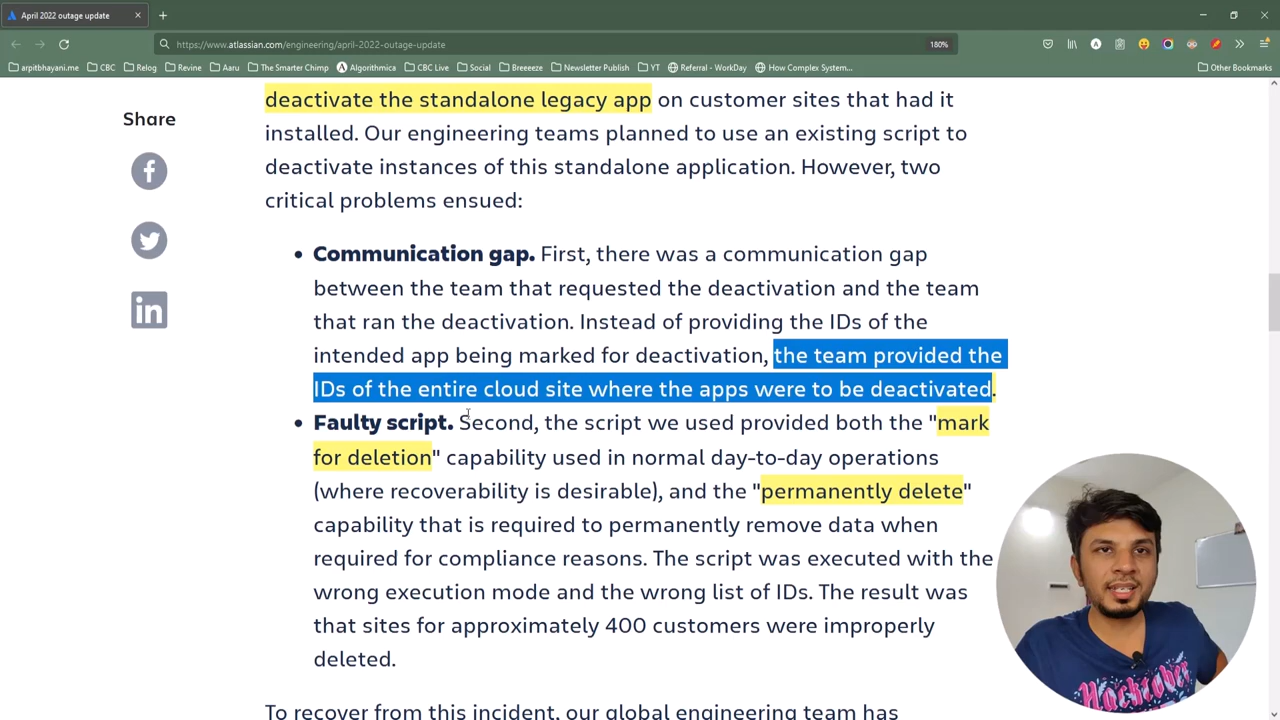 April 2022 outage update
https://www.atlassian.com/engineering/april-2022-outage-update
180%
arpitbhayani.me CBC Relog Revine Aaru The Smarter Chimp Algorithmica CBC Live Social Breeeeze Newsletter Publish YT Referral - WorkDay How Complex System... Other Bookmarks
Share
deactivate the standalone legacy app on customer sites that had it
installed. Our engineering teams planned to use an existing script to
deactivate instances of this standalone application. However, two
critical problems ensued:
• Communication gap. First, there was a communication gap
between the team that requested the deactivation and the team
that ran the deactivation. Instead of providing the IDs of the
intended app being marked for deactivation, the team provided the
IDs of the entire cloud site where the apps were to be deactivated.
• Faulty script. Second, the script we used provided both the "mark
for deletion" capability used in normal day-to-day operations
(where recoverability is desirable), and the "permanently delete"
capability that is required to permanently remove data when
required for compliance reasons. The script was executed with the
wrong execution mode and the wrong list of IDs. The result was
that sites for approximately 400 customers were improperly
deleted.
To recover from this incident, our global engineering team has